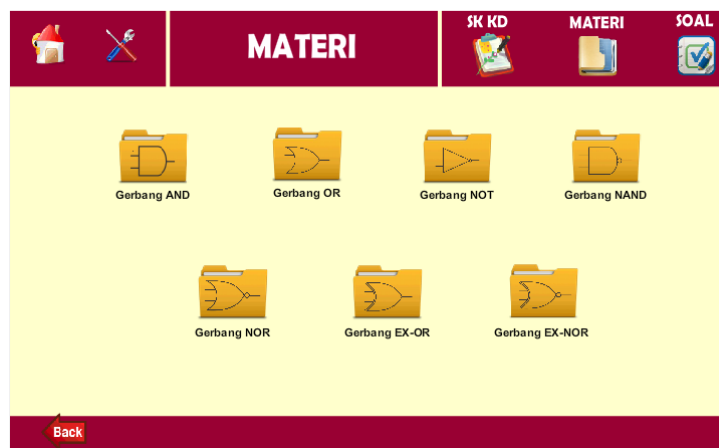 MATERI
SK KD
MATERI
SOAL
Gerbang AND
Gerbang OR
Gerbang NOT
Gerbang NAND
Gerbang NOR
Gerbang EX-OR
Gerbang EX-NOR
Back